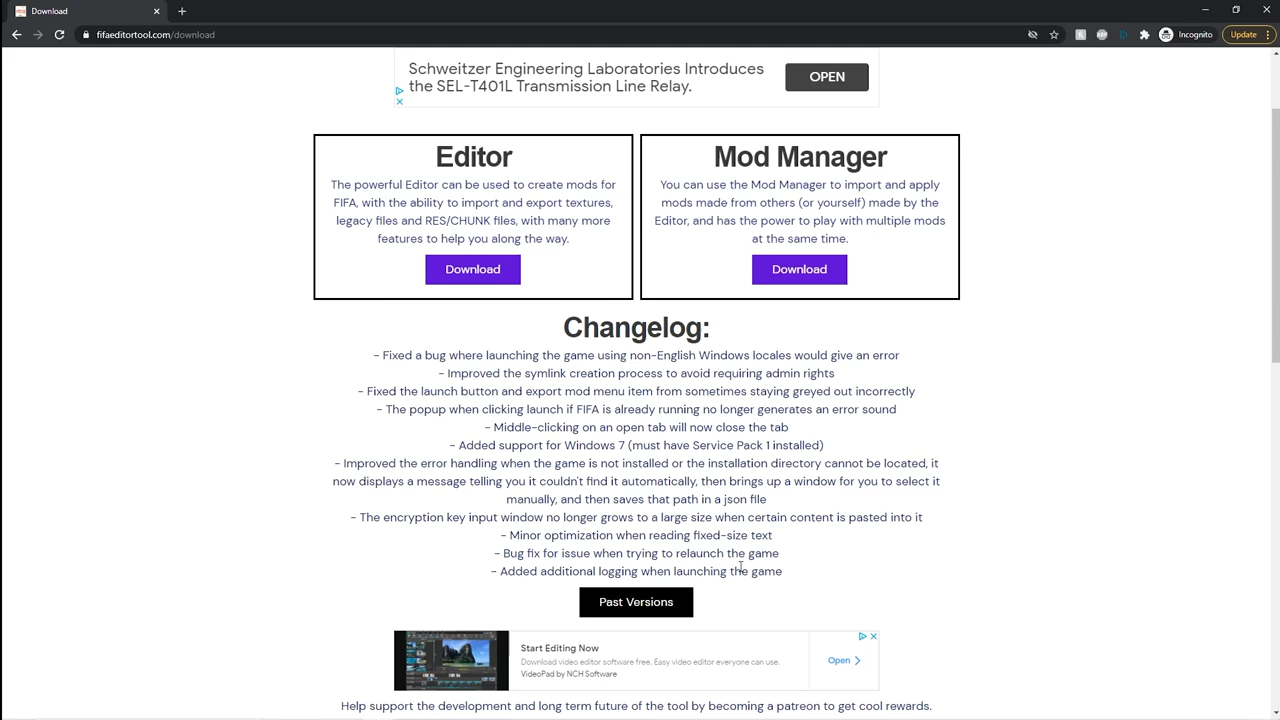 Download
fifaeditortool.com/download
Incognito
Update
Schweitzer Engineering Laboratories Introduces
the SEL-T401L Transmission Line Relay.
OPEN
Editor
The powerful Editor can be used to create mods for
FIFA, with the ability to import and export textures,
legacy files and RES/CHUNK files, with many more
features to help you along the way.
Download
Mod Manager
You can use the Mod Manager to import and apply
mods made from others (or yourself) made by the
Editor, and has the power to play with multiple mods
at the same time.
Download
Changelog:
- Fixed a bug where launching the game using non-English Windows locales would give an error
- Improved the symlink creation process to avoid requiring admin rights
- Fixed the launch button and export mod menu item from sometimes staying greyed out incorrectly
- The popup when clicking launch if FIFA is already running no longer generates an error sound
- Middle-clicking on an open tab will now close the tab
- Added support for Windows 7 (must have Service Pack 1 installed)
- Improved the error handling when the game is not installed or the installation directory cannot be located, it
now displays a message telling you it couldn't find it automatically, then brings up a window for you to select it
manually, and then saves that path in a json file
- The encryption key input window no longer grows to a large size when certain content is pasted into it
- Minor optimization when reading fixed-size text
- Bug fix for issue when trying to relaunch the game
- Added additional logging when launching the game
Past Versions
Start Editing Now
Download video editor software free. Easy video editor everyone can use.
VideoPad by NCH Software
Open
Help support the development and long term future of the tool by becoming a patreon to get cool rewards.